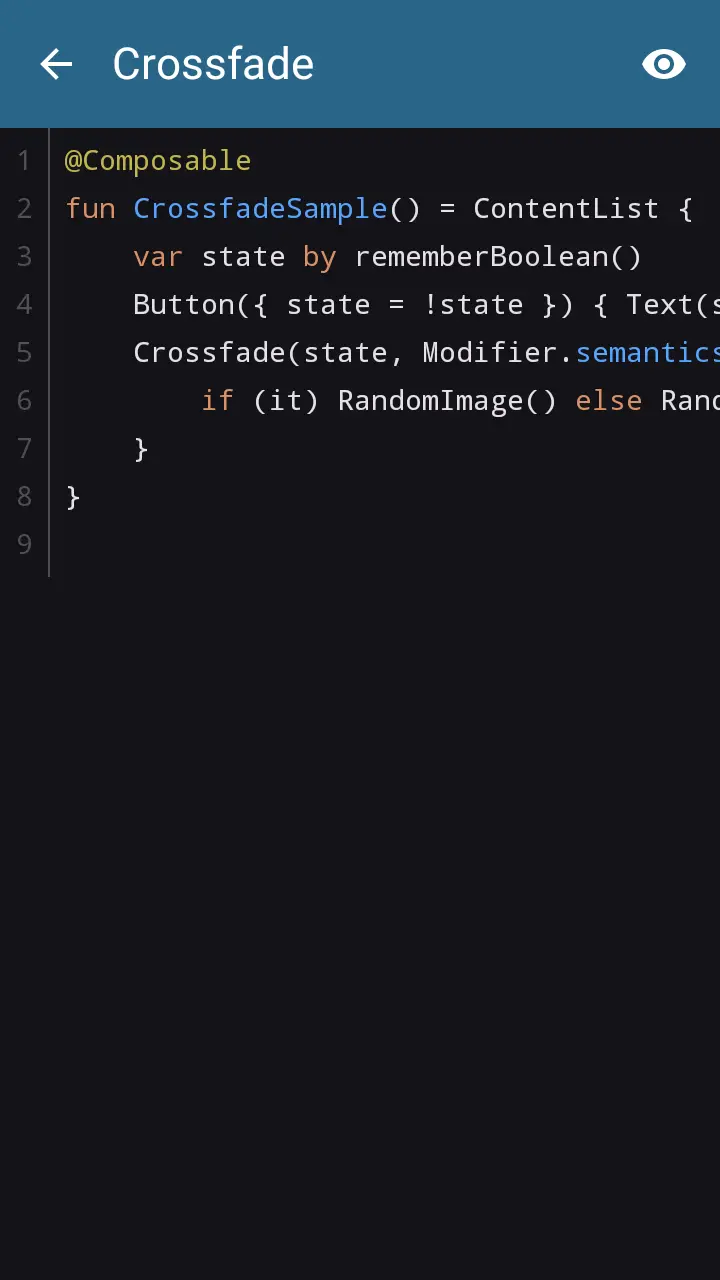 Crossfade
1 @Composable
2 fun CrossfadeSample() = ContentList {
3 var state by rememberBoolean()
4 Button({ state = !state }) { Text(s
5 Crossfade(state, Modifier.semantics
6 if (it) RandomImage() else Rand
7 }
8 }
9